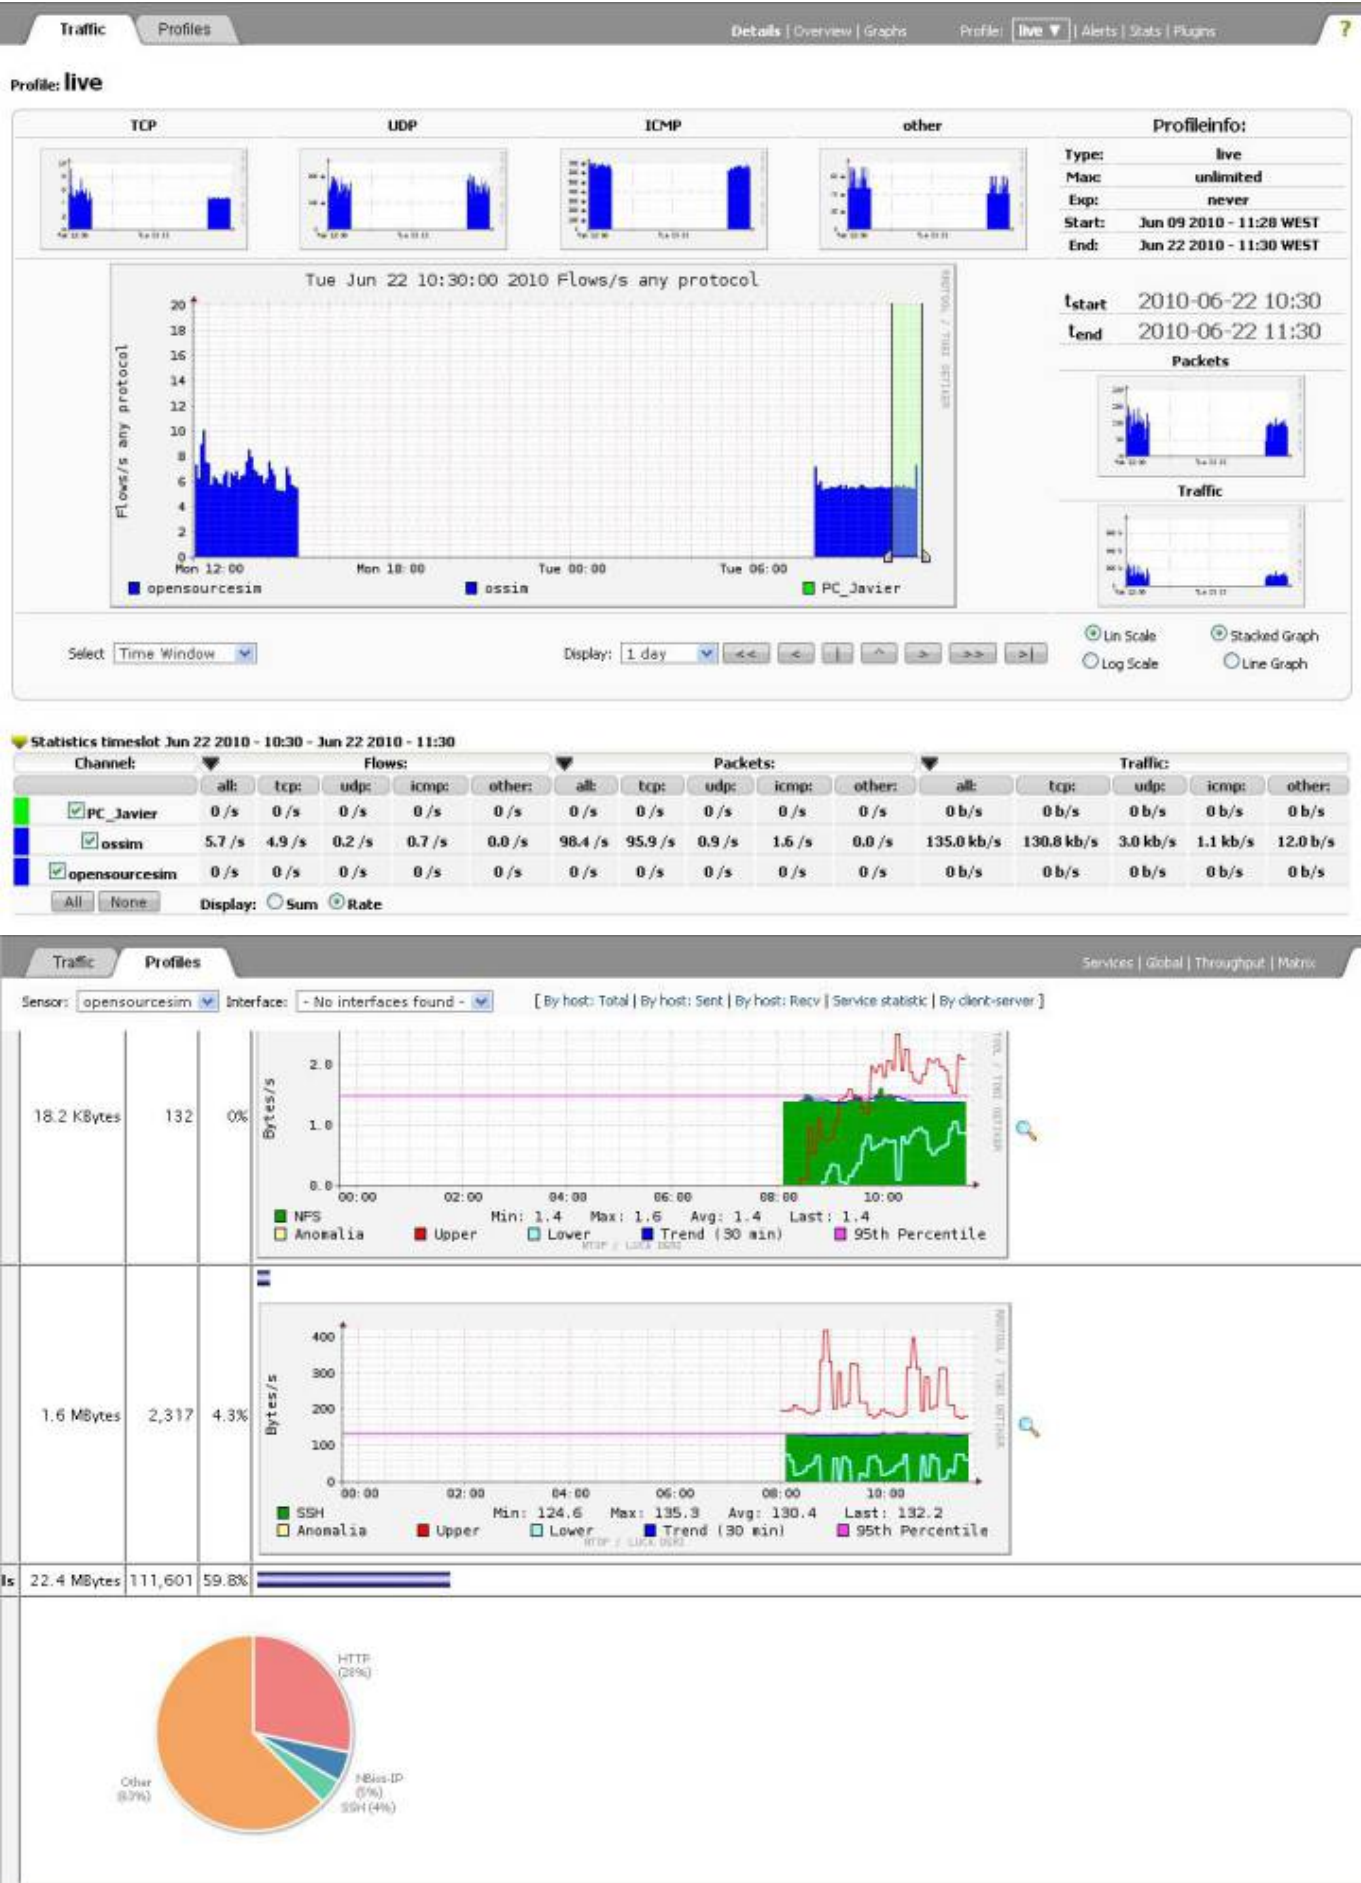 Traffic Profiles Details | Overview | Graphs Profile: live ▼ | Alerts | Stats | Plugins ?
Profile: live
TCP UDP ICMP other Profileinfo:
Type: live
Max: unlimited
Exp: never
Start: Jun 09 2010 - 11:28 WEST
End: Jun 22 2010 - 11:30 WEST
Tue Jun 22 10:30:00 2010 Flows/s any protocol
Flows/s any protocol
20
18
16
14
12
10
8
6
4
2
0
Mon 12:00 Mon 18:00 Tue 00:00 Tue 06:00
opensourcesim ossim PC_Javier
RRDTOOL / TOBI OETIKER
tstart 2010-06-22 10:30
tend 2010-06-22 11:30
Packets
Traffic
Select Time Window Display: 1 day << < | ^ > >> >|
Lin Scale Stacked Graph
Log Scale Line Graph
Statistics timeslot Jun 22 2010 - 10:30 - Jun 22 2010 - 11:30
Channel: Flows: Packets: Traffic:
all: tcp: udp: icmp: other: all: tcp: udp: icmp: other: all: tcp: udp: icmp: other:
PC_Javier 0 /s 0 /s 0 /s 0 /s 0 /s 0 /s 0 /s 0 /s 0 /s 0 /s 0 b/s 0 b/s 0 b/s 0 b/s 0 b/s
ossim 5.7 /s 4.9 /s 0.2 /s 0.7 /s 0.0 /s 98.4 /s 95.9 /s 0.9 /s 1.6 /s 0.0 /s 135.0 kb/s 130.8 kb/s 3.0 kb/s 1.1 kb/s 12.0 b/s
opensourcesim 0 /s 0 /s 0 /s 0 /s 0 /s 0 /s 0 /s 0 /s 0 /s 0 /s 0 b/s 0 b/s 0 b/s 0 b/s 0 b/s
All None Display: Sum Rate
Traffic Profiles Services | Global | Throughput | Matrix
Sensor: opensourcesim Interface: - No interfaces found - [ By host: Total | By host: Sent | By host: Recv | Service statistic | By client-server ]
18.2 KBytes 132 0%
Bytes/s
2.0
1.0
0.0
00:00 02:00 04:00 06:00 08:00 10:00
NFS Min: 1.4 Max: 1.6 Avg: 1.4 Last: 1.4
Anomalia Upper Lower Trend (30 min) 95th Percentile
NTOP / LUCA DERI
1.6 MBytes 2,317 4.3%
Bytes/s
400
300
200
100
0
00:00 02:00 04:00 06:00 08:00 10:00
RRDTOOL / TOBI OETIKER
SSH Min: 124.6 Max: 135.3 Avg: 130.4 Last: 132.2
Anomalia Upper Lower Trend (30 min) 95th Percentile
NTOP / LUCA DERI
ls 22.4 MBytes 111,601 59.8%
HTTP
(28%)
Other
(63%)
NBios-IP
(5%)
SSH (4%)